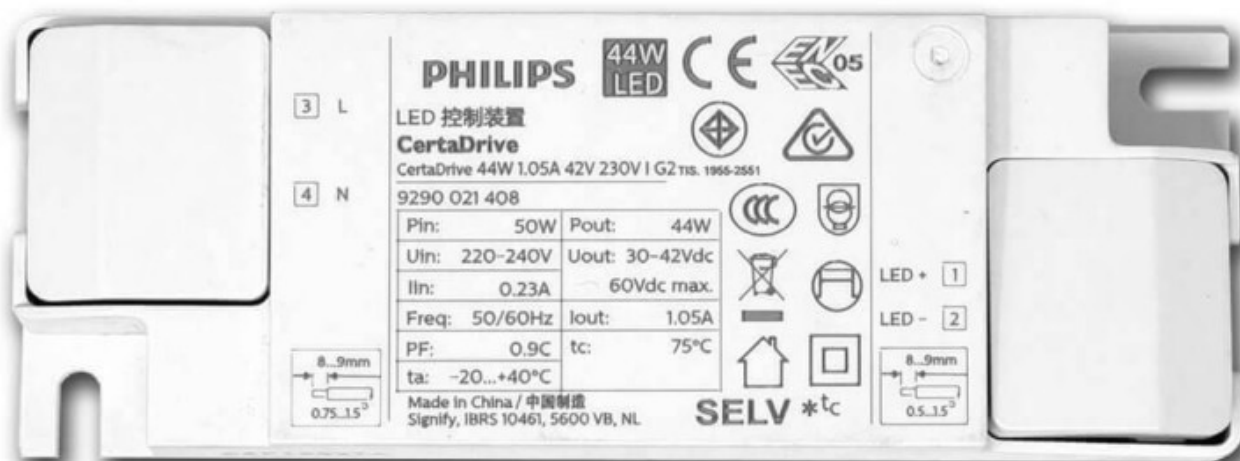 PHILIPS
44W
LED
CE
ENEC 05
3 L
LED 控制装置
CertaDrive
CertaDrive 44W 1.05A 42V 230V I G2 TIS. 1955-2551
4 N
9290 021 408
CCC
Pin: 50W Pout: 44W
Uin: 220-240V Uout: 30-42Vdc
Iin: 0.23A 60Vdc max.
Freq: 50/60Hz Iout: 1.05A
PF: 0.9C tc: 75°C
ta: -20...+40°C
LED + 1
LED - 2
8...9mm
0.75..1.5
8...9mm
0.5..1.5
Made in China / 中国制造
Signify, IBRS 10461, 5600 VB, NL
SELV *tc